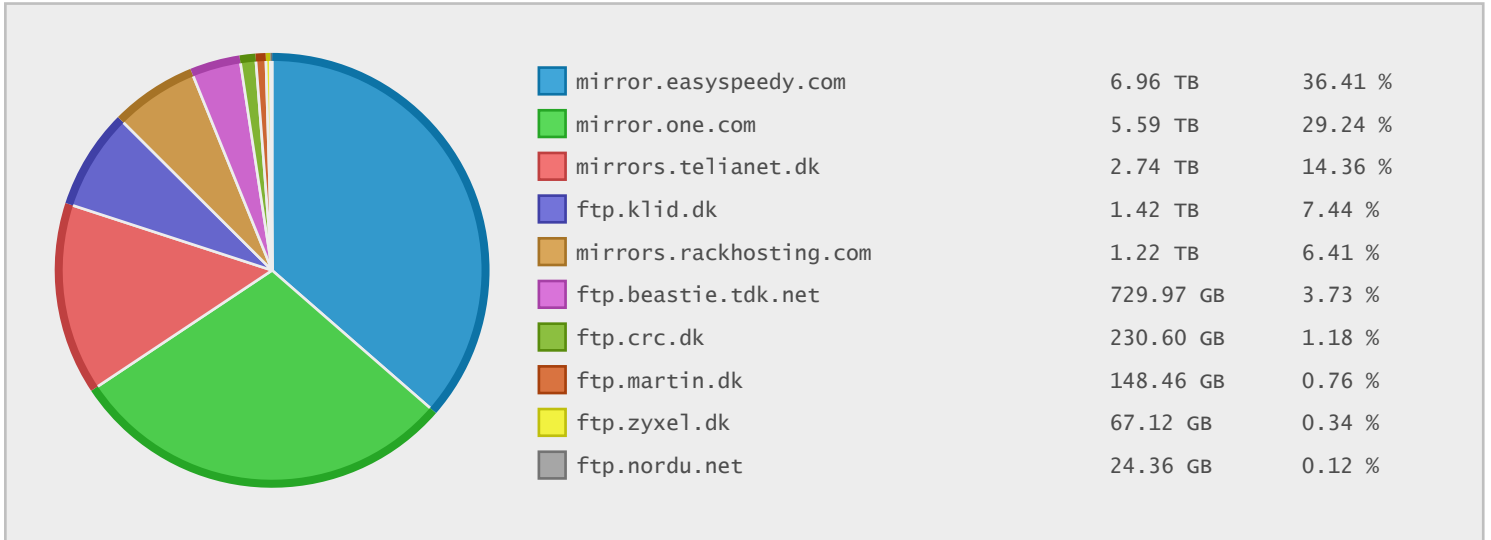 mirror.easyspeedy.com 6.96 TB 36.41 %
mirror.one.com 5.59 TB 29.24 %
mirrors.telianet.dk 2.74 TB 14.36 %
ftp.klid.dk 1.42 TB 7.44 %
mirrors.rackhosting.com 1.22 TB 6.41 %
ftp.beastie.tdk.net 729.97 GB 3.73 %
ftp.crc.dk 230.60 GB 1.18 %
ftp.martin.dk 148.46 GB 0.76 %
ftp.zyxel.dk 67.12 GB 0.34 %
ftp.nordu.net 24.36 GB 0.12 %